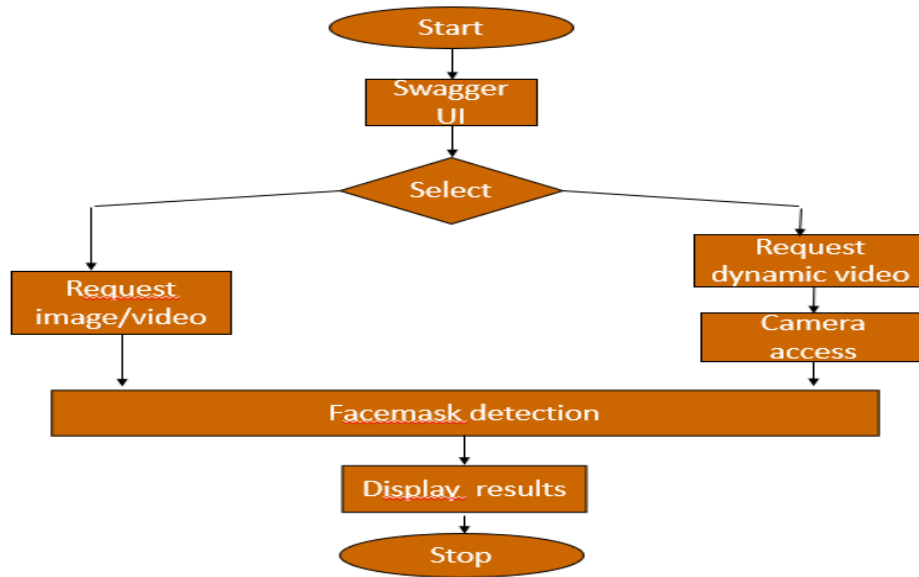 Start
Swagger
UI
Select
Request
dynamic video
Request
image/video
Camera
access
Facemask detection
Display results
Stop